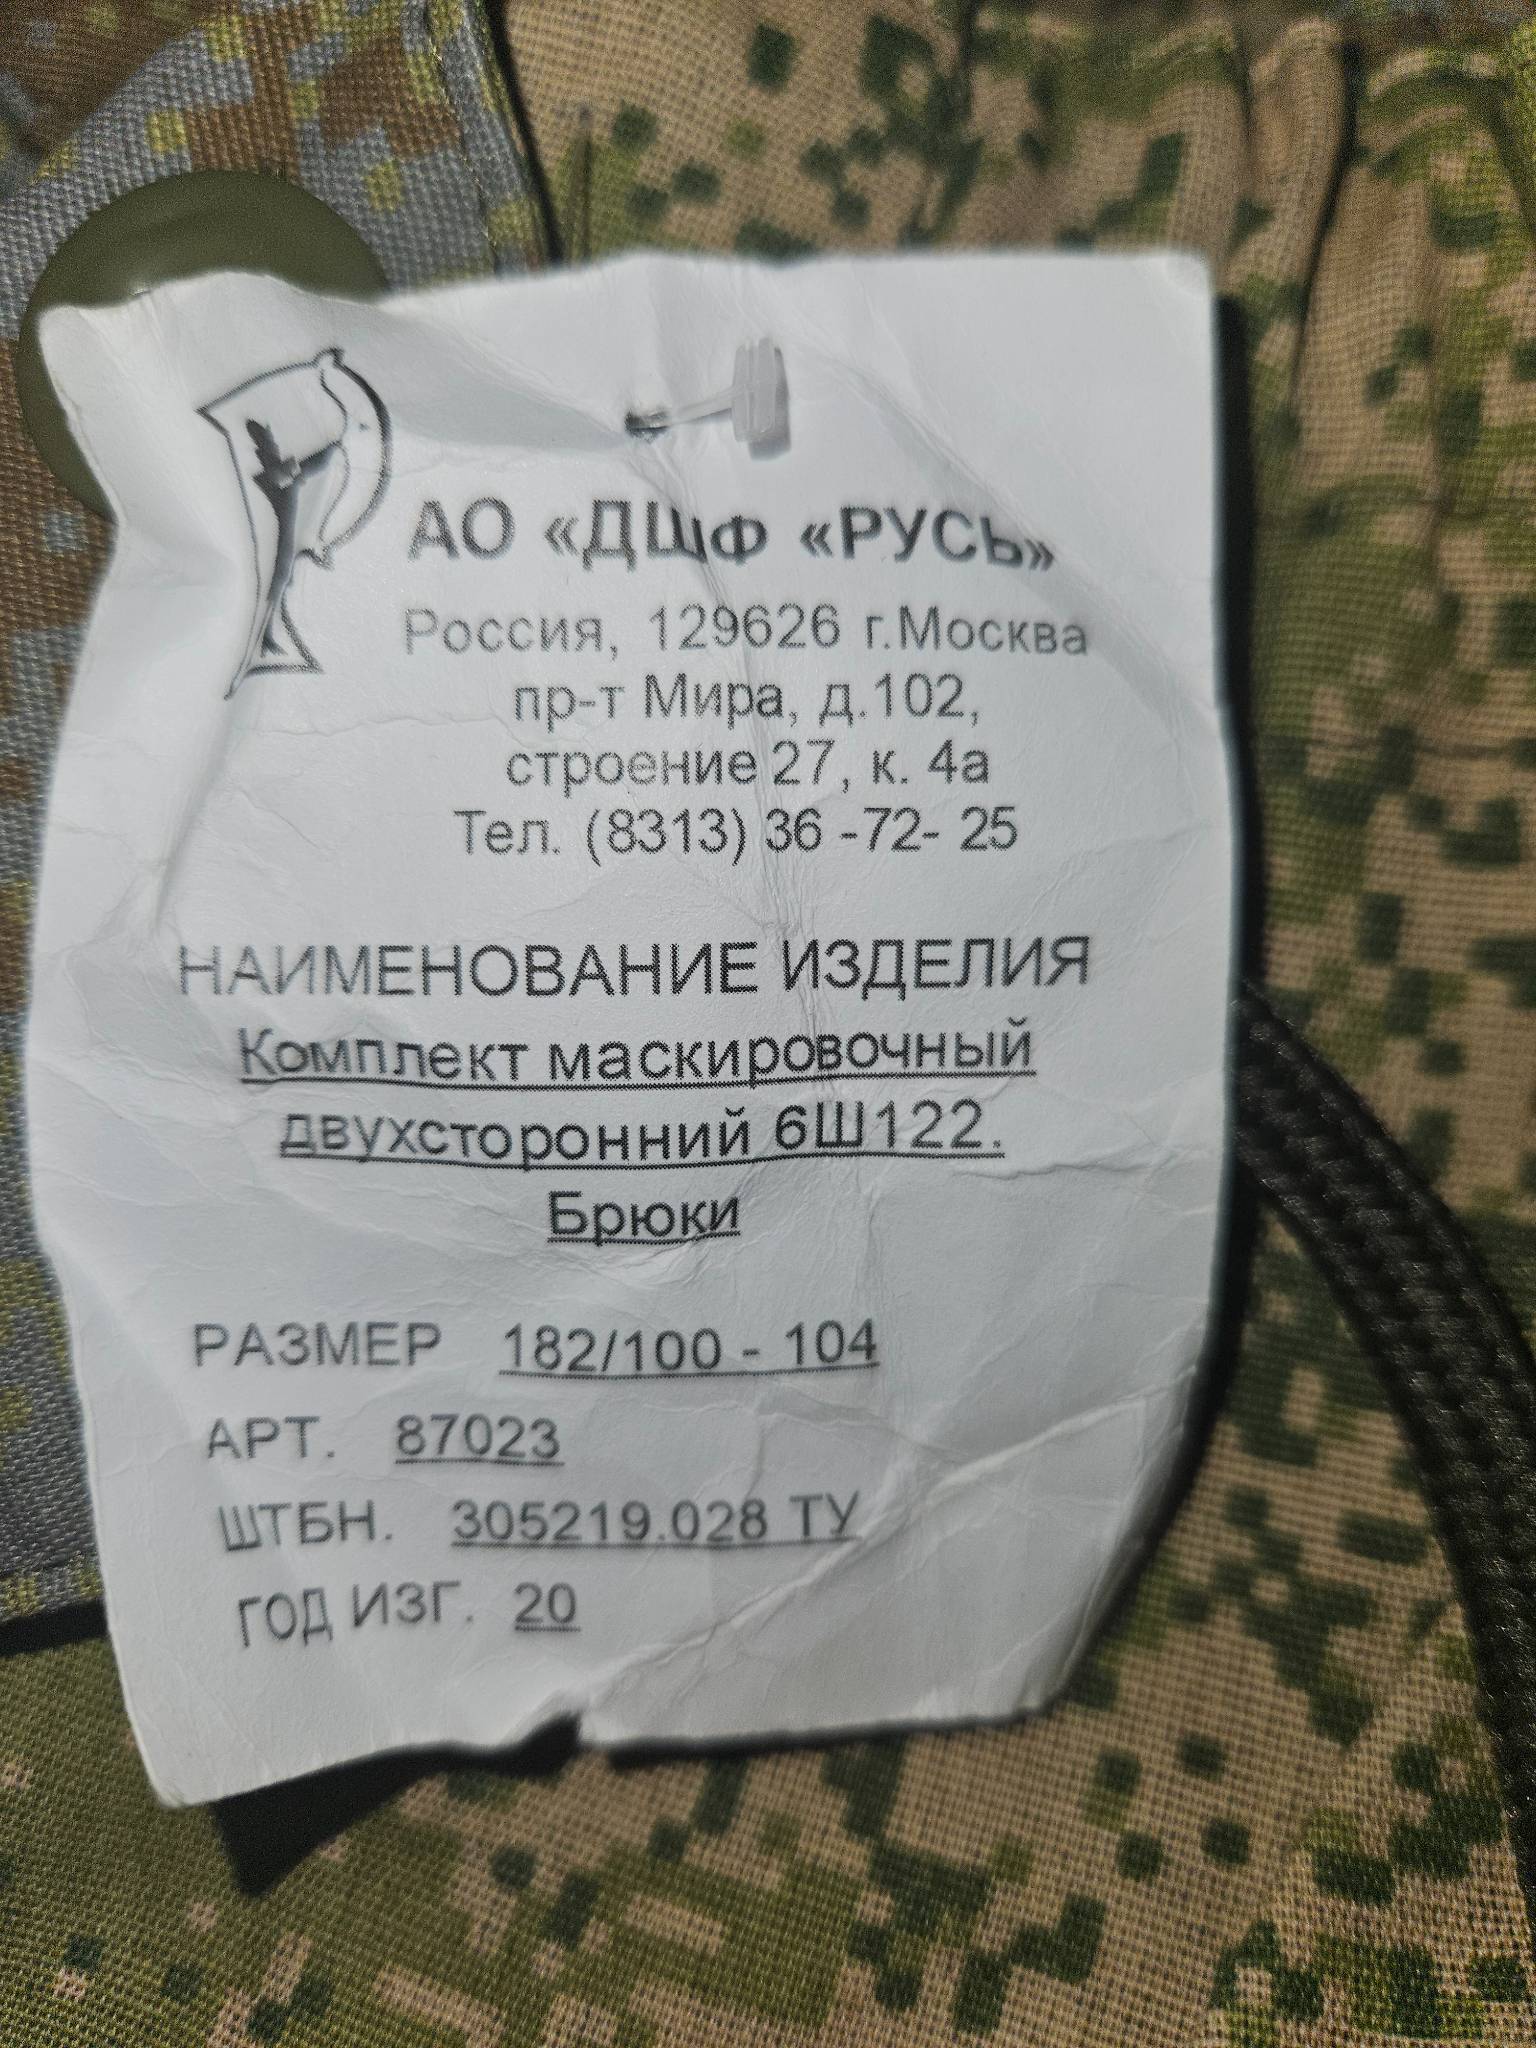 АО «ДШФ «РУСЬ»
Россия, 129626 г.Москва
пр-т Мира, д.102,
строение 27, к. 4а
Тел. (8313) 36 -72- 25
НАИМЕНОВАНИЕ ИЗДЕЛИЯ
Комплект маскировочный
двухсторонний 6Ш122.
Брюки
РАЗМЕР 182/100 - 104
АРТ. 87023
ШТБН. 305219.028 ТУ
ГОД ИЗГ. 20